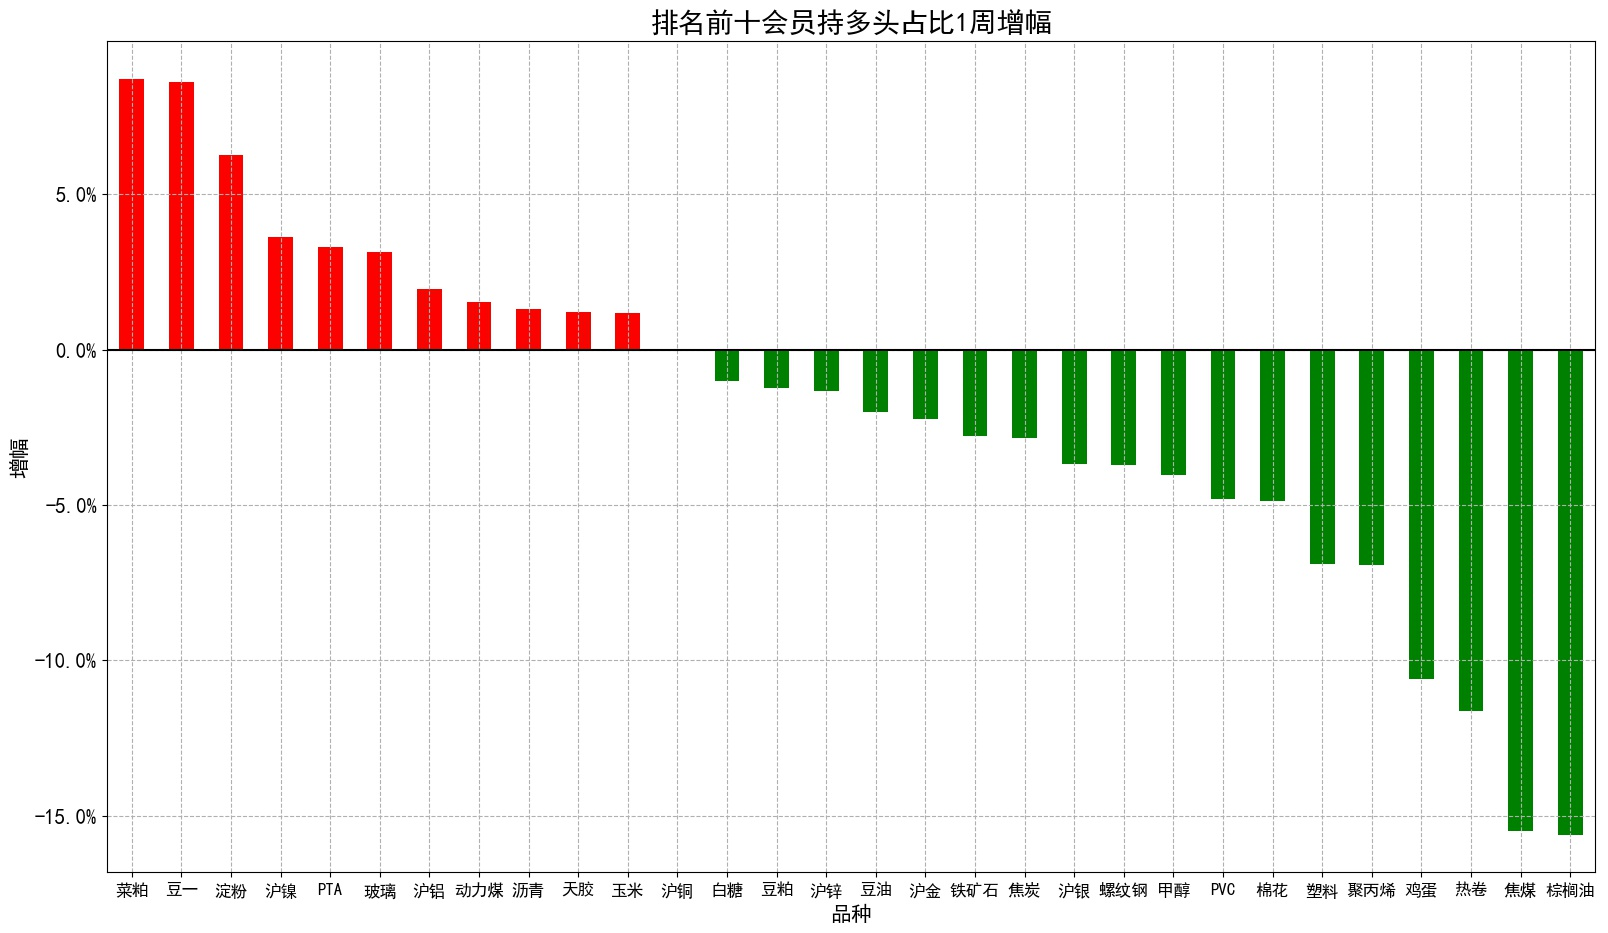 排名前十会员持多头占比1周增幅
5.0%
0.0%
-5.0%
-10.0%
-15.0%
增幅
菜粕 豆一 淀粉 沪镍 PTA 玻璃 沪铝 动力煤 沥青 天胶 玉米 沪铜 白糖 豆粕 沪锌 豆油 沪金 铁矿石 焦炭 沪银 螺纹钢 甲醇 PVC 棉花 塑料 聚丙烯 鸡蛋 热卷 焦煤 棕榈油
品种